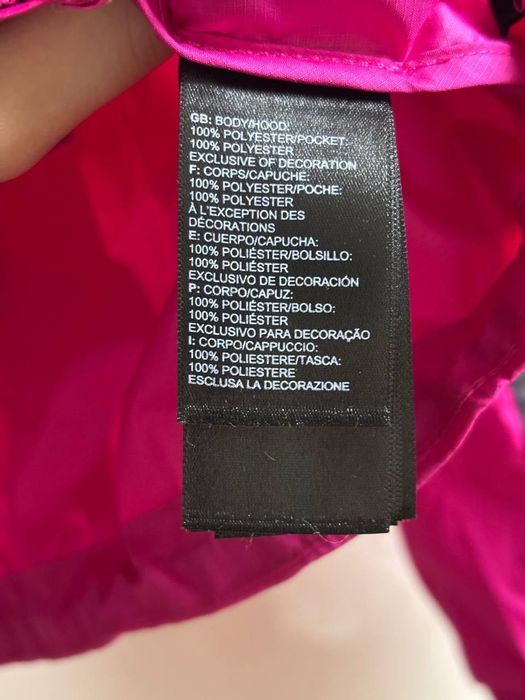 GB: BODY/HOOD:
100% POLYESTER/POCKET:
100% POLYESTER
EXCLUSIVE OF DECORATION
F: CORPS/CAPUCHE:
100% POLYESTER/POCHE:
100% POLYESTER
À L'EXCEPTION DES
DÉCORATIONS
E: CUERPO/CAPUCHA:
100% POLIÉSTER/BOLSILLO:
100% POLIÉSTER
EXCLUSIVO DE DECORACIÓN
P: CORPO/CAPUZ:
100% POLIÉSTER/BOLSO:
100% POLIÉSTER
EXCLUSIVO PARA DECORAÇÃO
I: CORPO/CAPPUCCIO:
100% POLIESTERE/TASCA:
100% POLIESTERE
ESCLUSA LA DECORAZIONE